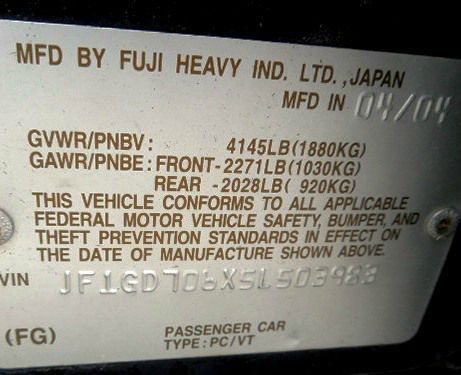 MFD BY FUJI HEAVY IND. LTD., JAPAN
MFD IN 04/04
GVWR/PNBV: 4145LB(1880KG)
GAWR/PNBE: FRONT-2271LB(1030KG)
REAR -2028LB( 920KG)
THIS VEHICLE CONFORMS TO ALL APPLICABLE
FEDERAL MOTOR VEHICLE SAFETY, BUMPER, AND
THEFT PREVENTION STANDARDS IN EFFECT ON
THE DATE OF MANUFACTURE SHOWN ABOVE.
VIN JF1GD706X5L503983
(FG) PASSENGER CAR
TYPE: PC/VT